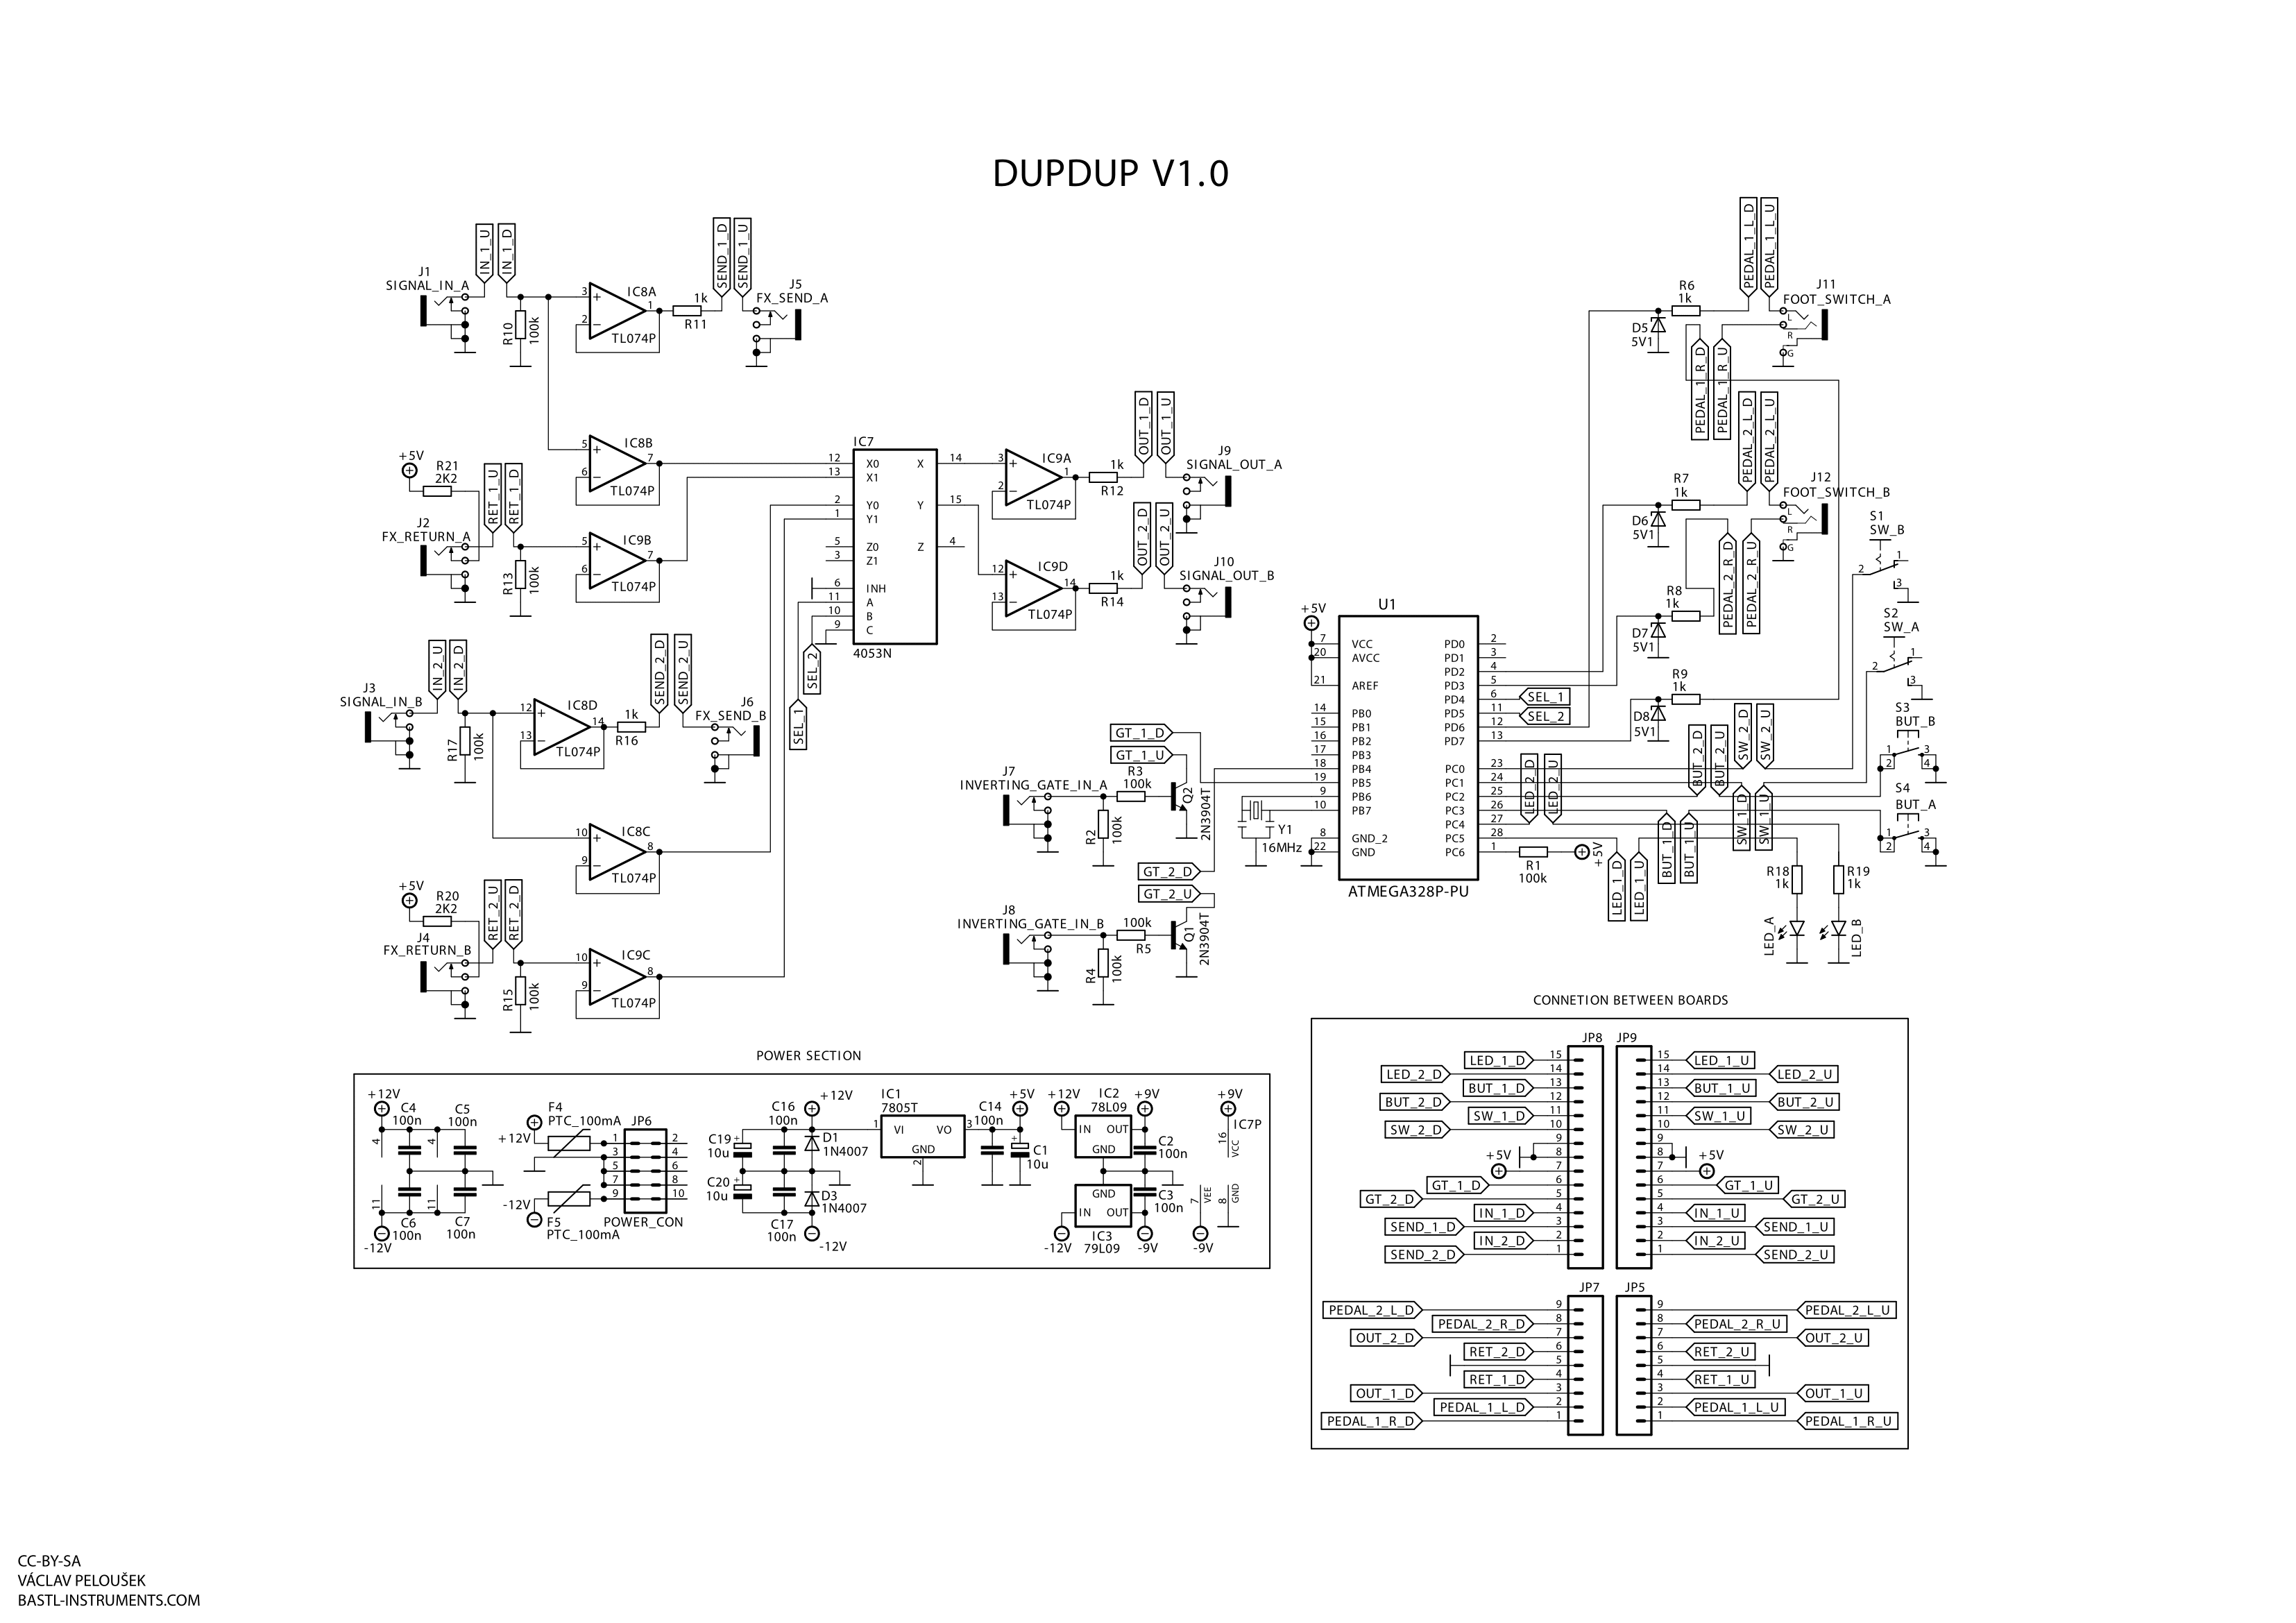 DUPDUP V1.0
J1
SIGNAL_IN_A
IN_1_U
IN_1_D
R10
100k
3
2
1
IC8A
TL074P
1k
R11
SEND_1_D
SEND_1_U
J5
FX_SEND_A
5
6
7
IC8B
TL074P
+5V
R21
2K2
RET_1_U
RET_1_D
J2
FX_RETURN_A
R13
100k
5
6
7
IC9B
TL074P
J3
SIGNAL_IN_B
IN_2_U
IN_2_D
R17
100k
12
13
14
IC8D
TL074P
1k
R16
SEND_2_D
SEND_2_U
J6
FX_SEND_B
10
9
8
IC8C
TL074P
+5V
R20
2K2
RET_2_U
RET_2_D
J4
FX_RETURN_B
R15
100k
10
9
8
IC9C
TL074P
IC7
12 X0 X 14
13 X1
2 Y0 Y 15
1 Y1
5 Z0 Z 4
3 Z1
6 INH
11 A
10 B
9 C
4053N
SEL_2
SEL_1
3
2
1
IC9A
TL074P
1k
R12
OUT_1_D
OUT_1_U
J9
SIGNAL_OUT_A
12
13
14
IC9D
TL074P
1k
R14
OUT_2_D
OUT_2_U
J10
SIGNAL_OUT_B
GT_1_D
GT_1_U
J7
INVERTING_GATE_IN_A
R3
100k
R2
100k
Q2
2N3904T
GT_2_D
GT_2_U
J8
INVERTING_GATE_IN_B
100k
R5
R4
100k
Q1
2N3904T
Y1
16MHz
+5V
U1
7 VCC PD0 2
20 AVCC PD1 3
PD2 4
21 AREF PD3 5
PD4 6
14 PB0 PD5 11
15 PB1 PD6 12
16 PB2 PD7 13
17 PB3
18 PB4 PC0 23
19 PB5 PC1 24
9 PB6 PC2 25
10 PB7 PC3 26
PC4 27
8 GND_2 PC5 28
22 GND PC6 1
ATMEGA328P-PU
SEL_1
SEL_2
R1
100k
+5V
PEDAL_1_L_D
PEDAL_1_L_U
R6
1k
D5
5V1
J11
FOOT_SWITCH_A
L
R
G
PEDAL_1_R_D
PEDAL_1_R_U
PEDAL_2_L_D
PEDAL_2_L_U
R7
1k
D6
5V1
J12
FOOT_SWITCH_B
L
R
G
PEDAL_2_R_D
PEDAL_2_R_U
R8
1k
D7
5V1
R9
1k
D8
5V1
S1
SW_B
2
1
3
S2
SW_A
2
1
3
S3
BUT_B
1
2
3
4
S4
BUT_A
1
2
3
4
LED_2_D
LED_2_U
BUT_2_D
BUT_2_U
SW_2_D
SW_2_U
LED_1_D
LED_1_U
BUT_1_D
BUT_1_U
SW_1_D
SW_1_U
R18
1k
R19
1k
LED_A
LED_B
POWER SECTION
+12V
C4
100n
C5
100n
4
4
11
11
C6
100n
C7
100n
-12V
F4
PTC_100mA
+12V
-12V
F5
PTC_100mA
JP6
1 2
3 4
5 6
7 8
9 10
POWER_CON
C19
10u
+
C20
10u
+
C16
100n
C17
100n
+12V
D1
1N4007
D3
1N4007
-12V
IC1
7805T
1
VI
VO
GND
2
3
C14
100n
+5V
+
C1
10u
+12V
IC2
78L09
IN
OUT
GND
+9V
C2
100n
GND
IN
OUT
-12V
IC3
79L09
C3
100n
-9V
+9V
IC7P
16
VCC
7
VEE
8
GND
-9V
CONNETION BETWEEN BOARDS
JP8
JP9
LED_1_D 15 15 LED_1_U
LED_2_D 14 14 LED_2_U
BUT_1_D 13 13 BUT_1_U
BUT_2_D 12 12 BUT_2_U
SW_1_D 11 11 SW_1_U
SW_2_D 10 10 SW_2_U
9 9
8 8
+5V 7 7 +5V
GT_1_D 6 6 GT_1_U
GT_2_D 5 5 GT_2_U
IN_1_D 4 4 IN_1_U
SEND_1_D 3 3 SEND_1_U
IN_2_D 2 2 IN_2_U
SEND_2_D 1 1 SEND_2_U
JP7
JP5
PEDAL_2_L_D 9 9 PEDAL_2_L_U
PEDAL_2_R_D 8 8 PEDAL_2_R_U
OUT_2_D 7 7 OUT_2_U
RET_2_D 6 6 RET_2_U
5 5
RET_1_D 4 4 RET_1_U
OUT_1_D 3 3 OUT_1_U
PEDAL_1_L_D 2 2 PEDAL_1_L_U
PEDAL_1_R_D 1 1 PEDAL_1_R_U
CC-BY-SA
VÁCLAV PELOUŠEK
BASTL-INSTRUMENTS.COM